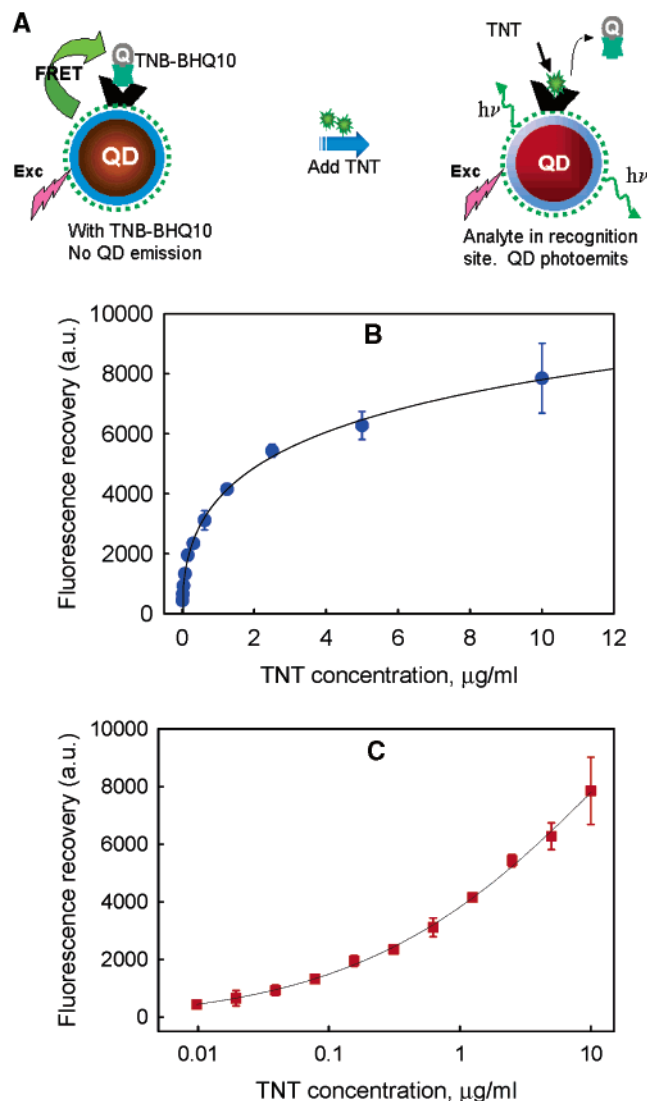 A
Q
TNB-BHQ10
FRET
QD
Exc
With TNB-BHQ10
No QD emission
Add TNT
TNT
Q
hν
QD
Exc
hν
Analyte in recognition
site. QD photoemits
B
Fluorescence recovery (a.u.)
10000
8000
6000
4000
2000
0
0 2 4 6 8 10 12
TNT concentration, μg/ml
C
Fluorescence recovery (a.u.)
10000
8000
6000
4000
2000
0
0.01 0.1 1 10
TNT concentration, μg/ml